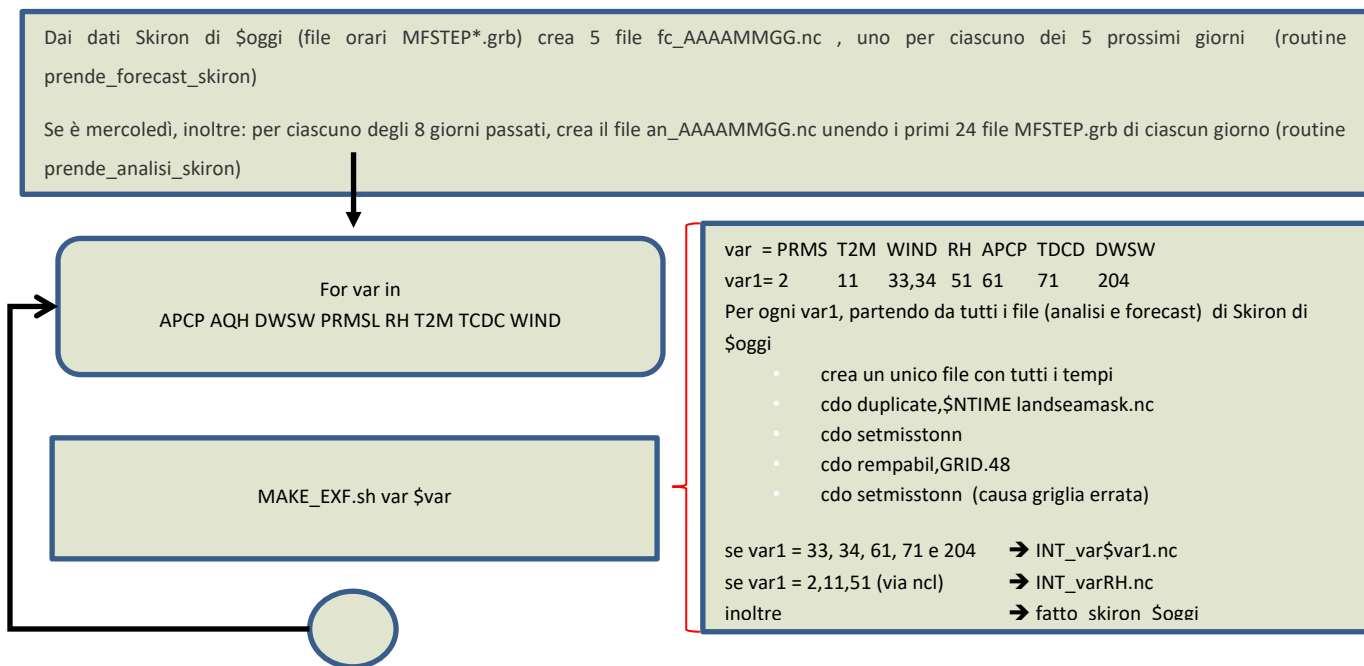 Dai dati Skiron di $oggi (file orari MFSTEP*.grb) crea 5 file fc_AAAAMMGG.nc , uno per ciascuno dei 5 prossimi giorni (routine
prende_forecast_skiron)
Se è mercoledì, inoltre: per ciascuno degli 8 giorni passati, crea il file an_AAAAMMGG.nc unendo i primi 24 file MFSTEP.grb di ciascun giorno (routine
prende_analisi_skiron)
For var in
APCP AQH DWSW PRMSL RH T2M TCDC WIND
MAKE_EXF.sh var $var
var = PRMS T2M WIND RH APCP TDCD DWSW
var1= 2 11 33,34 51 61 71 204
Per ogni var1, partendo da tutti i file (analisi e forecast) di Skiron di
$oggi
• crea un unico file con tutti i tempi
• cdo duplicate,$NTIME landseamask.nc
• cdo setmisstonn
• cdo rempabil,GRID.48
• cdo setmisstonn (causa griglia errata)
se var1 = 33, 34, 61, 71 e 204 ➔ INT_var$var1.nc
se var1 = 2,11,51 (via ncl) ➔ INT_varRH.nc
inoltre ➔ fatto_skiron_$oggi